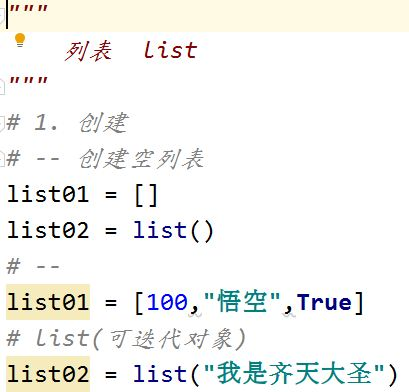 """
列表 list
"""
# 1. 创建
# -- 创建空列表
list01 = []
list02 = list()
# --
list01 = [100,"悟空",True]
# list(可迭代对象)
list02 = list("我是齐天大圣")